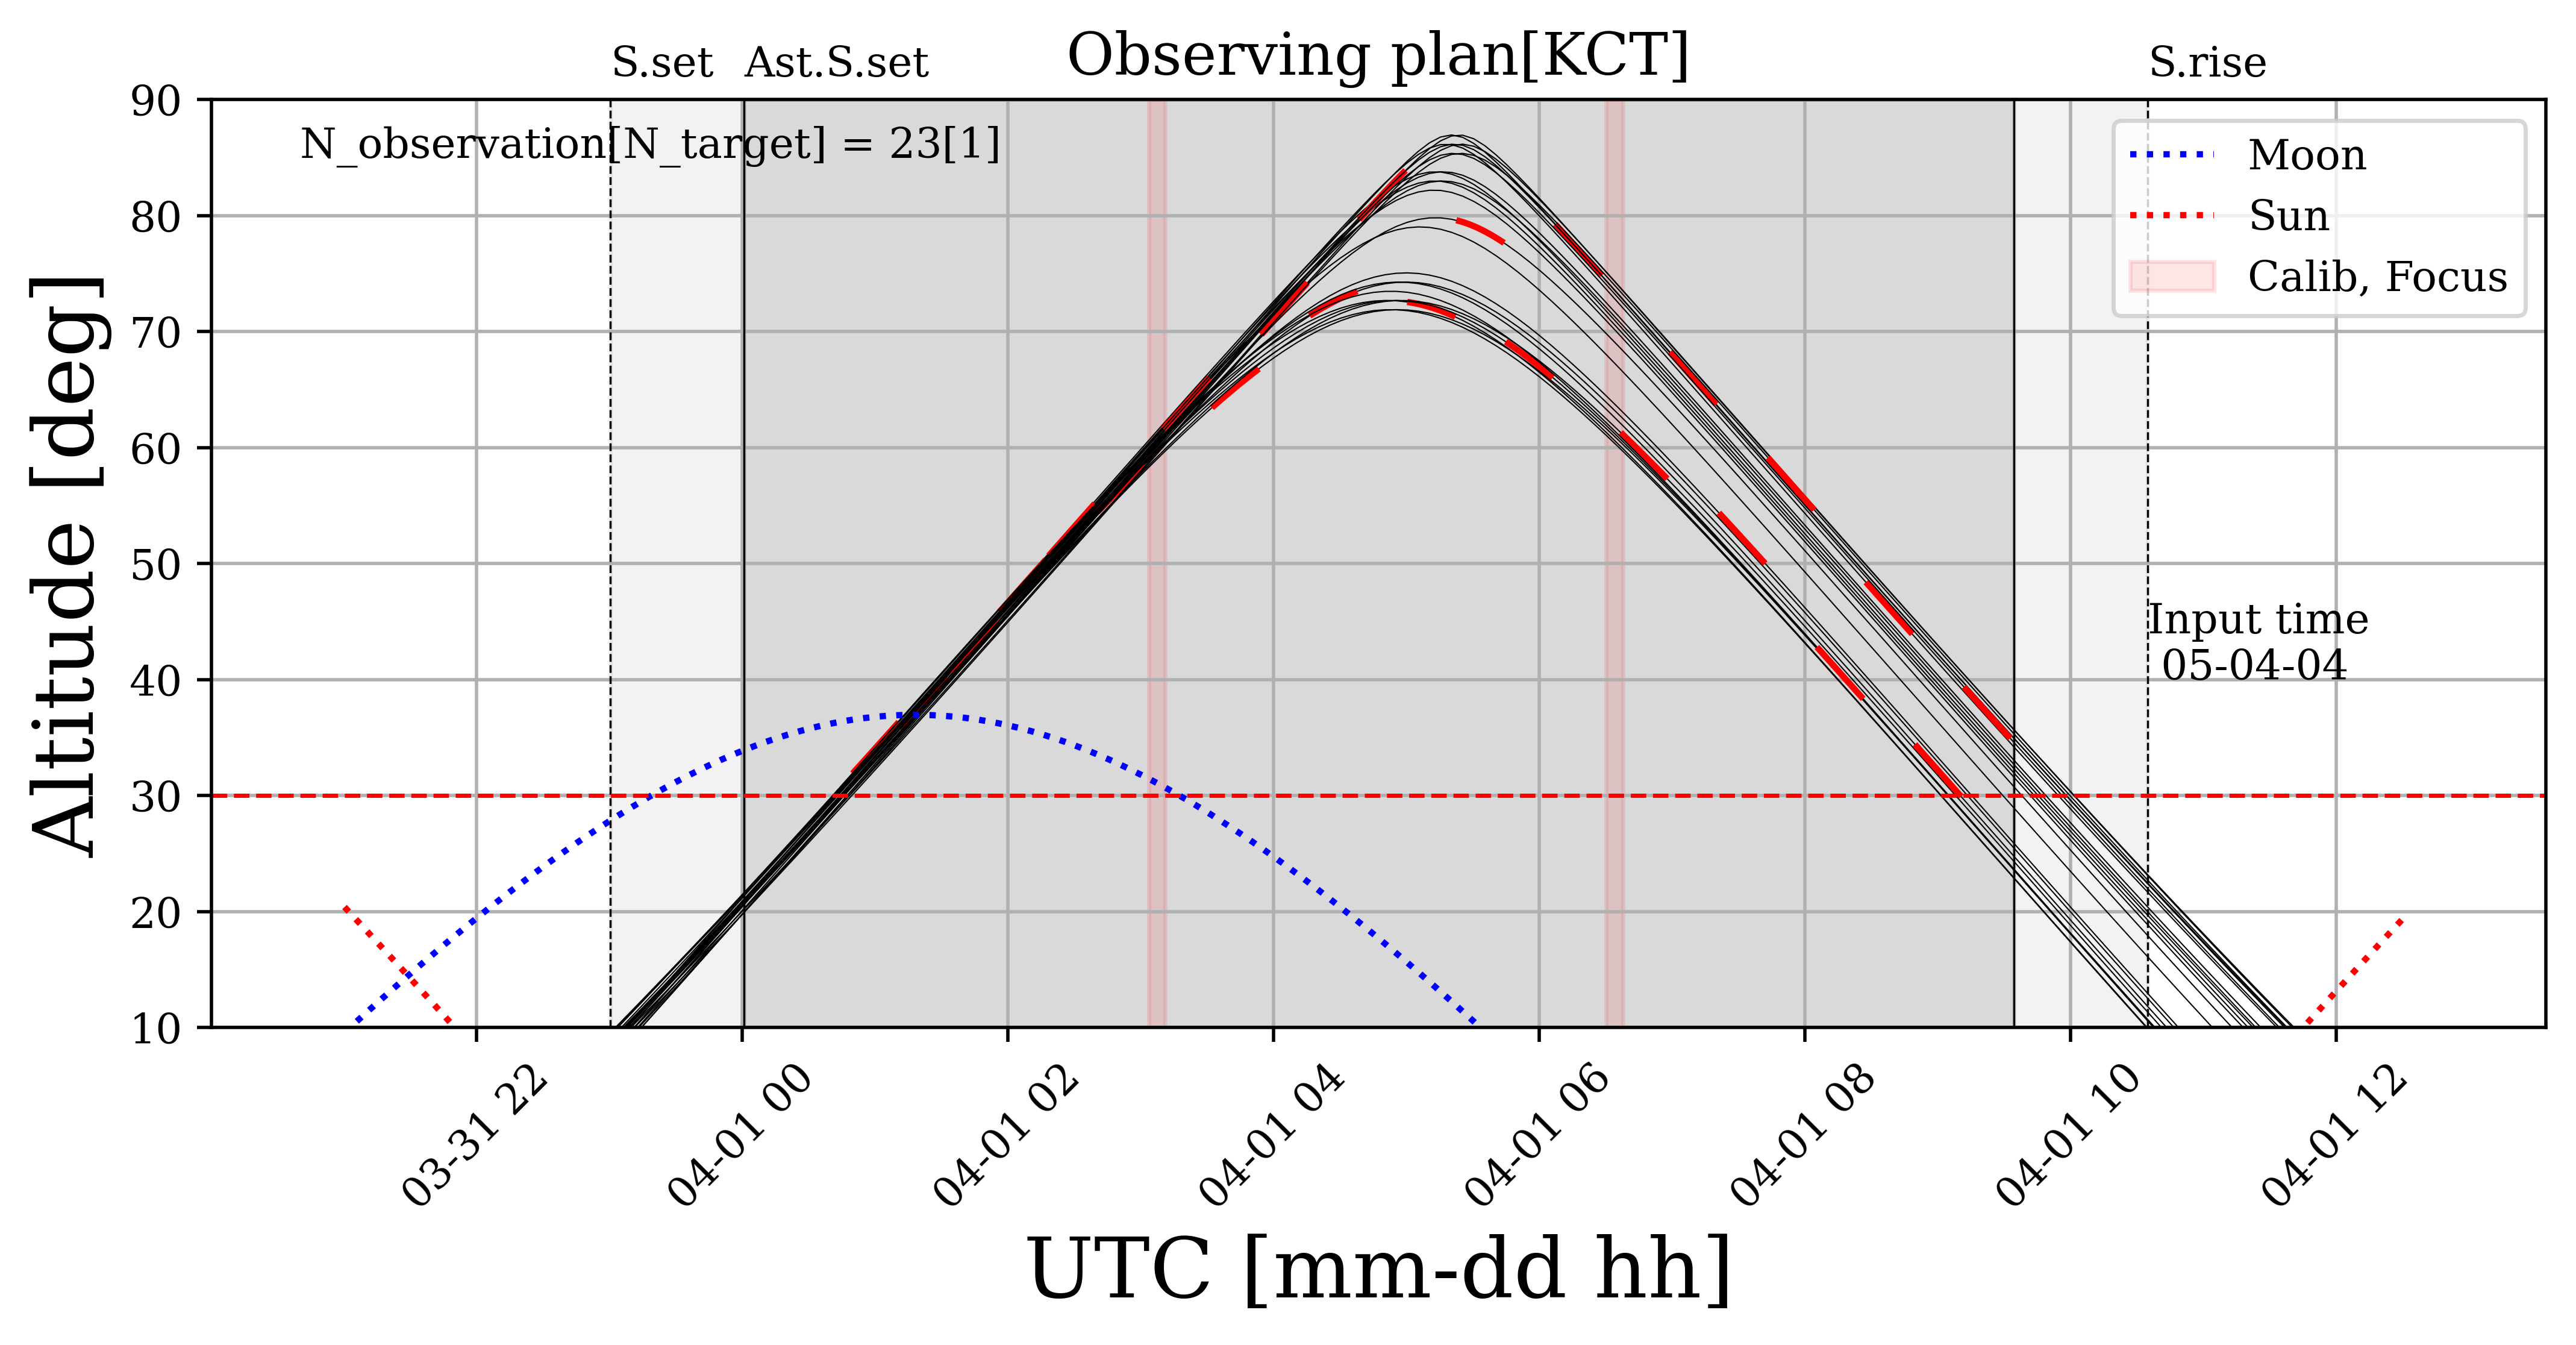 Observing plan[KCT]
S.set
Ast.S.set
S.rise
N_observation[N_target] = 23[1]
Moon
Sun
Calib, Focus
Input time
05-04-04
Altitude [deg]
90
80
70
60
50
40
30
20
10
03-31 22
04-01 00
04-01 02
04-01 04
04-01 06
04-01 08
04-01 10
04-01 12
UTC [mm-dd hh]